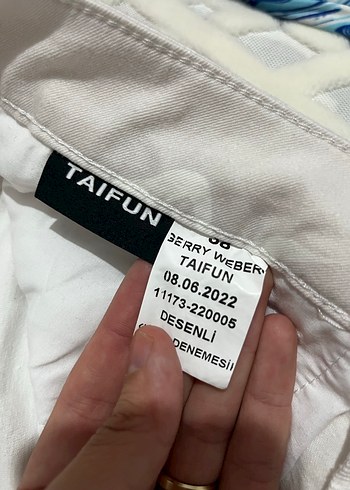 TAIFUN
BERRY WEBER
TAIFUN
08.06.2022
11173-220005
DESENLİ
DENEMESİ